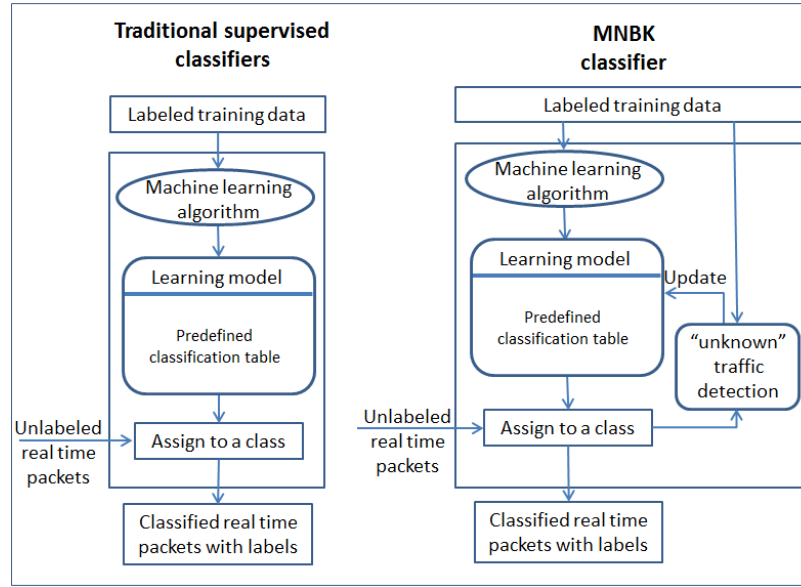 Traditional supervised
classifiers
Labeled training data
Machine learning
algorithm
Learning model
Predefined
classification table
Unlabeled
real time
packets
Assign to a class
Classified real time
packets with labels
MNBK
classifier
Labeled training data
Machine learning
algorithm
Learning model
Update
Predefined
classification table
“unknown”
traffic
detection
Unlabeled
real time
packets
Assign to a class
Classified real time
packets with labels